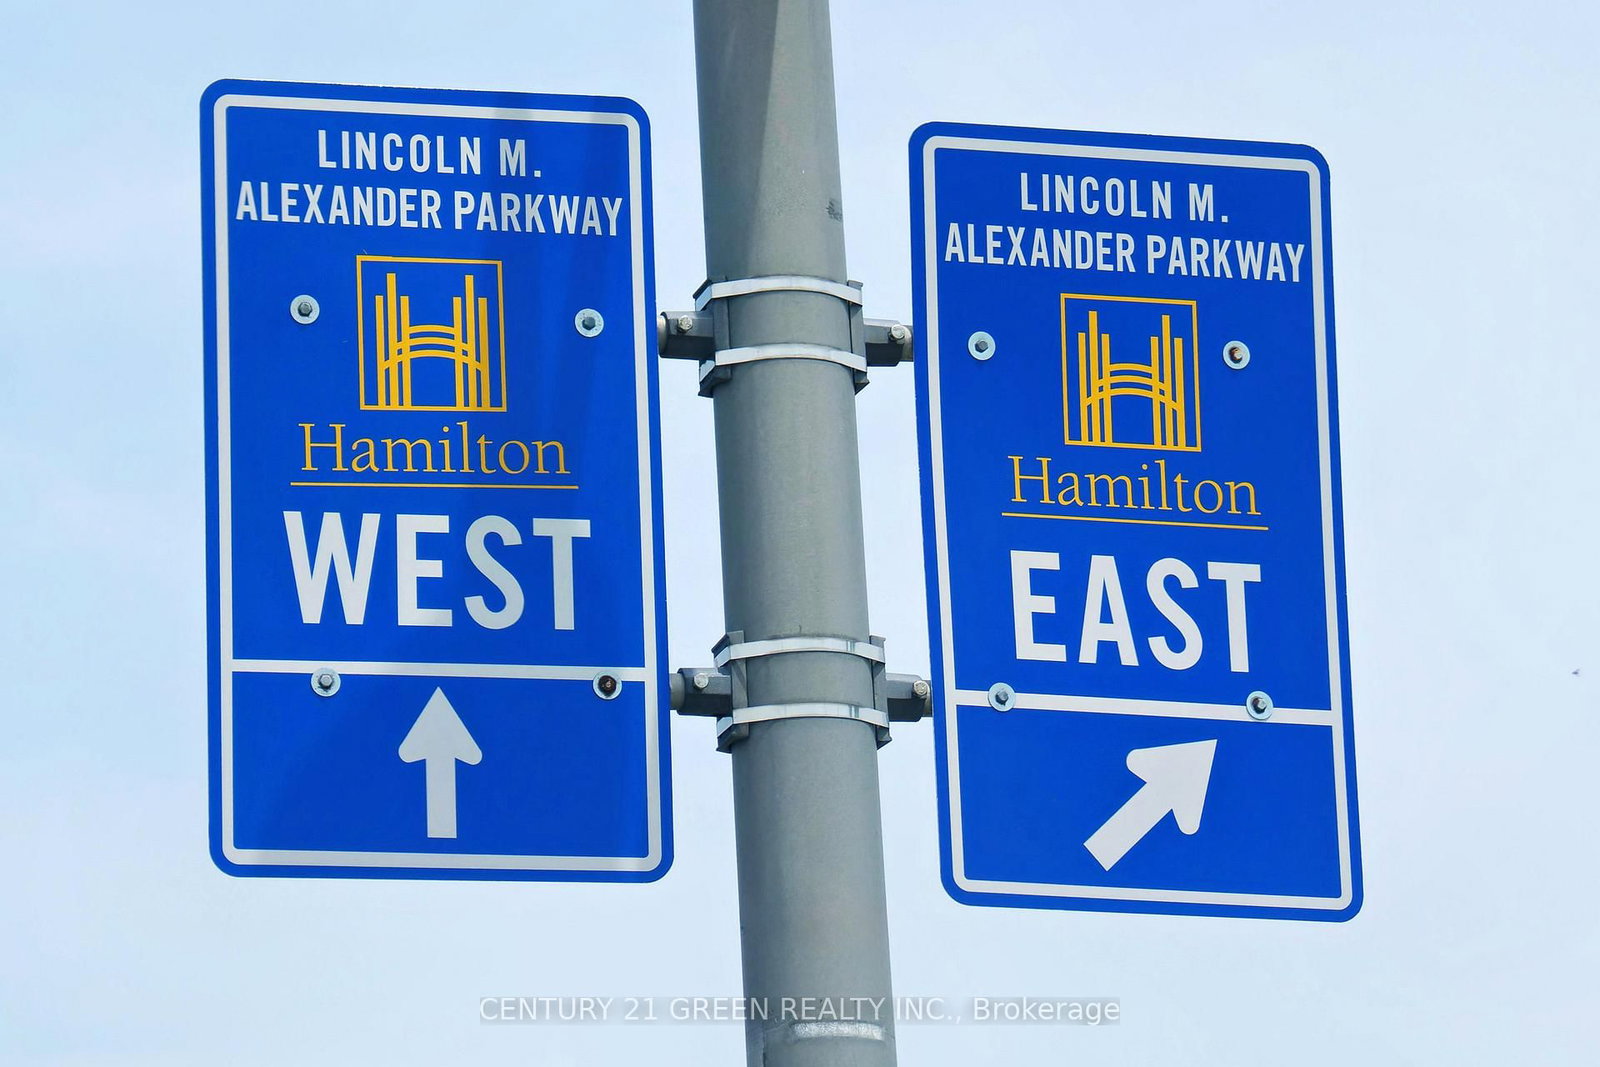 LINCOLN M.
ALEXANDER PARKWAY
Hamilton
WEST
LINCOLN M.
ALEXANDER PARKWAY
Hamilton
EAST
CENTURY 21 GREEN REALTY INC., Brokerage